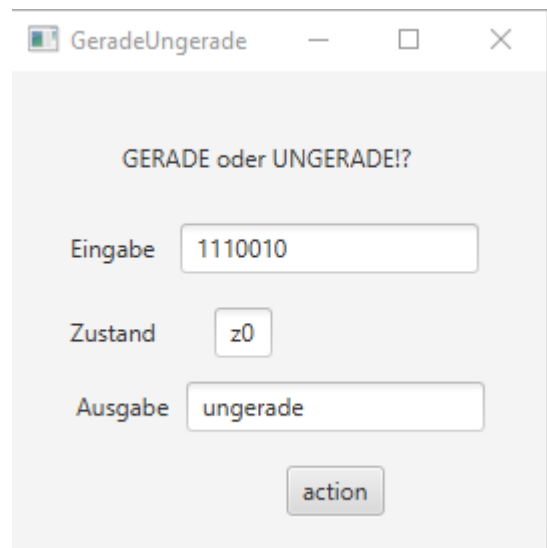 GeradeUngerade
GERADE oder UNGERADE!?
Eingabe 1110010
Zustand z0
Ausgabe ungerade
action